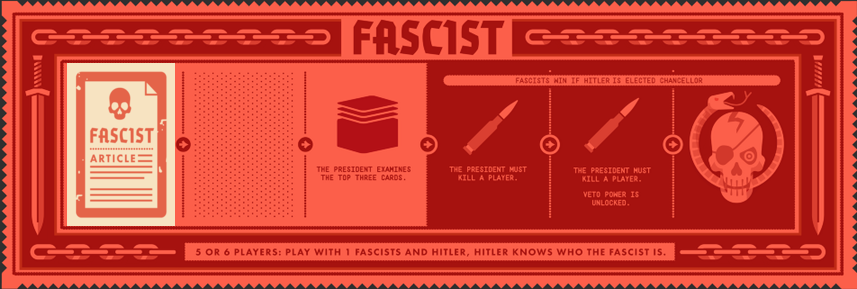 FASCIST
FASCISTS WIN IF HITLER IS ELECTED CHANCELLOR
FASCIST
ARTICLE
THE PRESIDENT EXAMINES
THE TOP THREE CARDS.
THE PRESIDENT MUST
KILL A PLAYER.
THE PRESIDENT MUST
KILL A PLAYER.
VETO POWER IS
UNLOCKED.
5 OR 6 PLAYERS: PLAY WITH 1 FASCISTS AND HITLER, HITLER KNOWS WHO THE FASCIST IS.